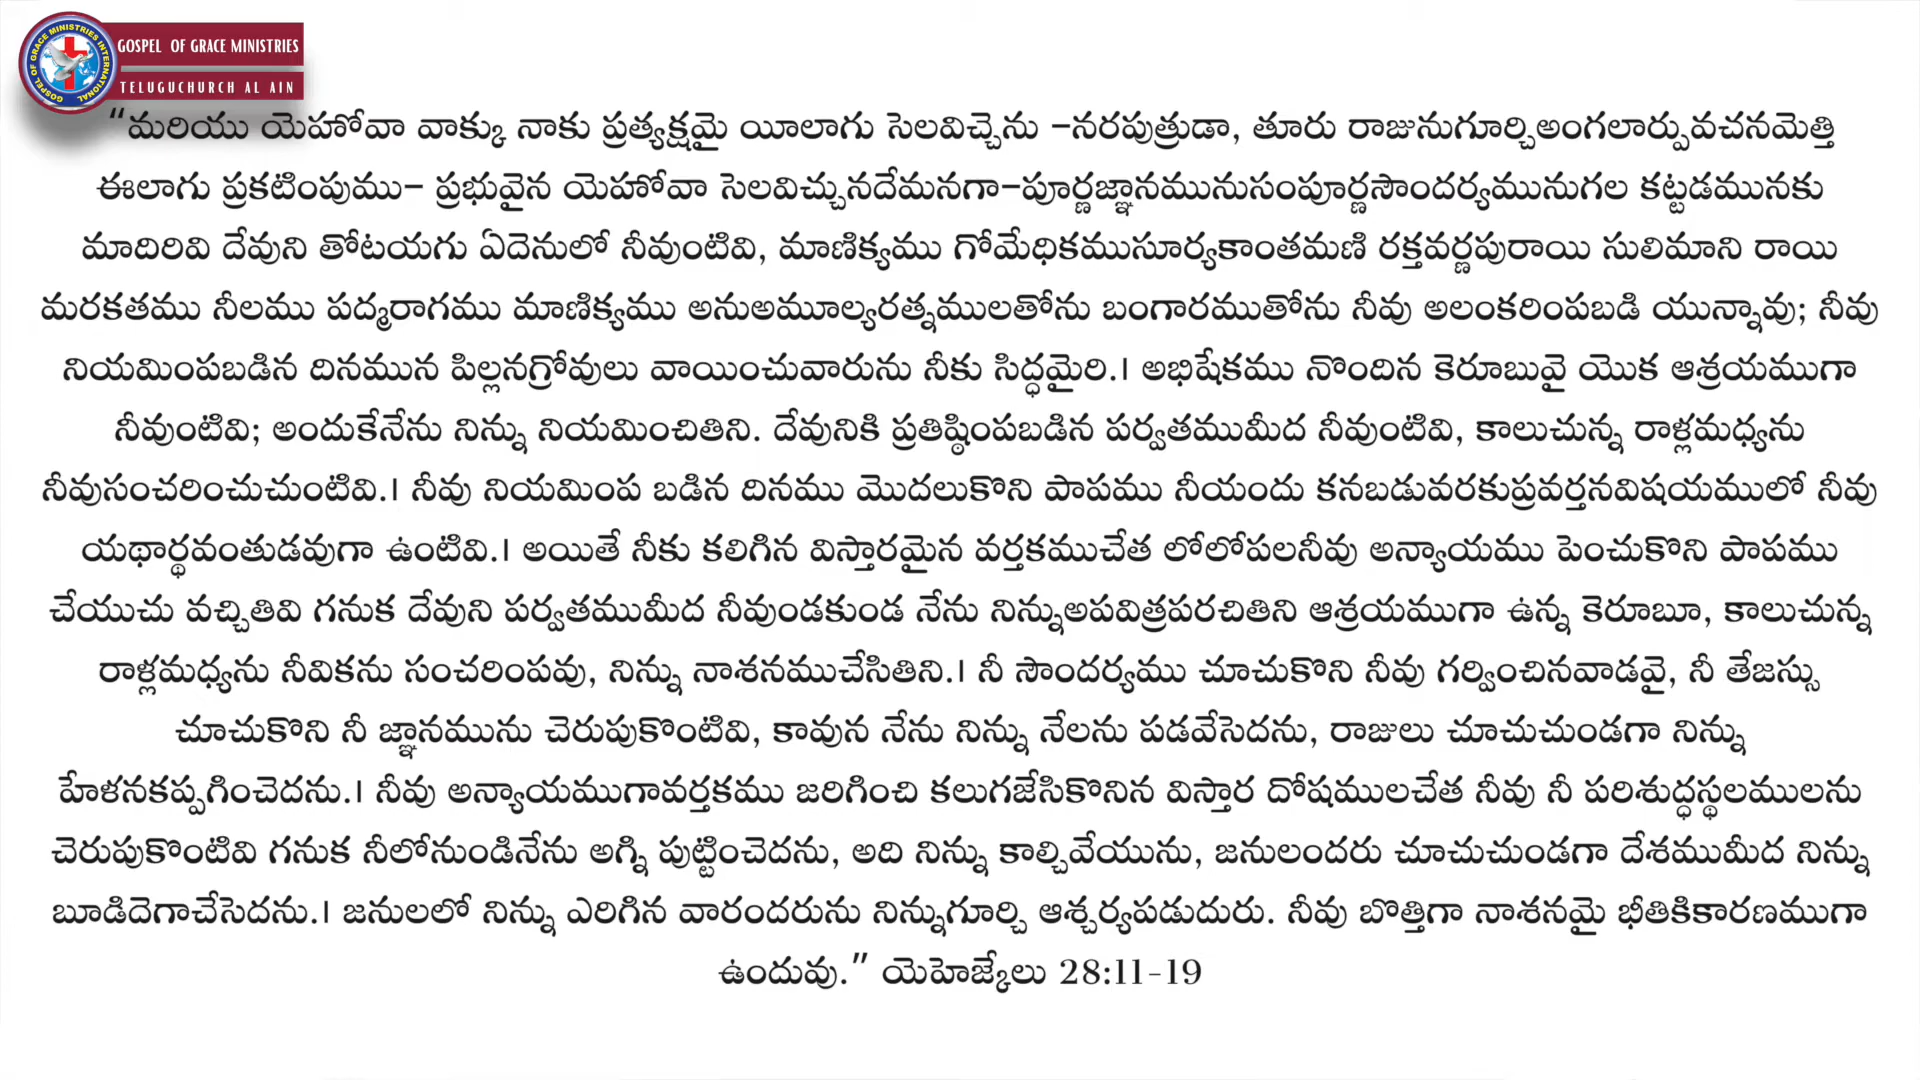 GOSPEL OF GRACE MINISTRIES
TELUGUCHURCH AL AIN
GOSPEL OF GRACE MINISTRIES INTERNATIONAL
“మరియు యెహోవా వాక్కు నాకు ప్రత్యక్షమై యీలాగు సెలవిచ్చెను –నరపుత్రుడా, తూరు రాజునుగూర్చిఅంగలార్పువచనమెత్తి
ఈలాగు ప్రకటింపుము– ప్రభువైన యెహోవా సెలవిచ్చునదేమనగా–పూర్ణజ్ఞానమునుసంపూర్ణసౌందర్యమునుగల కట్టడమునకు
మాదిరివి దేవుని తోటయగు ఏదెనులో నీవుంటివి, మాణిక్యము గోమేధికముసూర్యకాంతమణి రక్తవర్ణపురాయి సులిమాని రాయి
మరకతము నీలము పద్మరాగము మాణిక్యము అనుఅమూల్యరత్నములతోను బంగారముతోను నీవు అలంకరింపబడి యున్నావు; నీవు
నియమింపబడిన దినమున పిల్లనగ్రోవులు వాయించువారును నీకు సిద్ధమైరి.। అభిషేకము నొందిన కెరూబువై యొక ఆశ్రయముగా
నీవుంటివి; అందుకేనేను నిన్ను నియమించితిని. దేవునికి ప్రతిష్ఠింపబడిన పర్వతముమీద నీవుంటివి, కాలుచున్న రాళ్లమధ్యను
నీవుసంచరించుచుంటివి.। నీవు నియమింప బడిన దినము మొదలుకొని పాపము నీయందు కనబడువరకుప్రవర్తనవిషయములో నీవు
యథార్థవంతుడవుగా ఉంటివి.। అయితే నీకు కలిగిన విస్తారమైన వర్తకముచేత లోలోపలనీవు అన్యాయము పెంచుకొని పాపము
చేయుచు వచ్చితివి గనుక దేవుని పర్వతముమీద నీవుండకుండ నేను నిన్నుఅపవిత్రపరచితిని ఆశ్రయముగా ఉన్న కెరూబూ, కాలుచున్న
రాళ్లమధ్యను నీవికను సంచరింపవు, నిన్ను నాశనముచేసితిని.। నీ సౌందర్యము చూచుకొని నీవు గర్వించినవాడవై, నీ తేజస్సు
చూచుకొని నీ జ్ఞానమును చెరుపుకొంటివి, కావున నేను నిన్ను నేలను పడవేసెదను, రాజులు చూచుచుండగా నిన్ను
హేళనకప్పగించెదను.। నీవు అన్యాయముగావర్తకము జరిగించి కలుగజేసికొనిన విస్తార దోషములచేత నీవు నీ పరిశుద్ధస్థలములను
చెరుపుకొంటివి గనుక నీలోనుండినేను అగ్ని పుట్టించెదను, అది నిన్ను కాల్చివేయును, జనులందరు చూచుచుండగా దేశముమీద నిన్ను
బూడిదెగాచేసెదను.। జనులలో నిన్ను ఎరిగిన వారందరును నిన్నుగూర్చి ఆశ్చర్యపడుదురు. నీవు బొత్తిగా నాశనమై భీతికికారణముగా
ఉందువు.” యెహెజ్కేలు 28:11-19